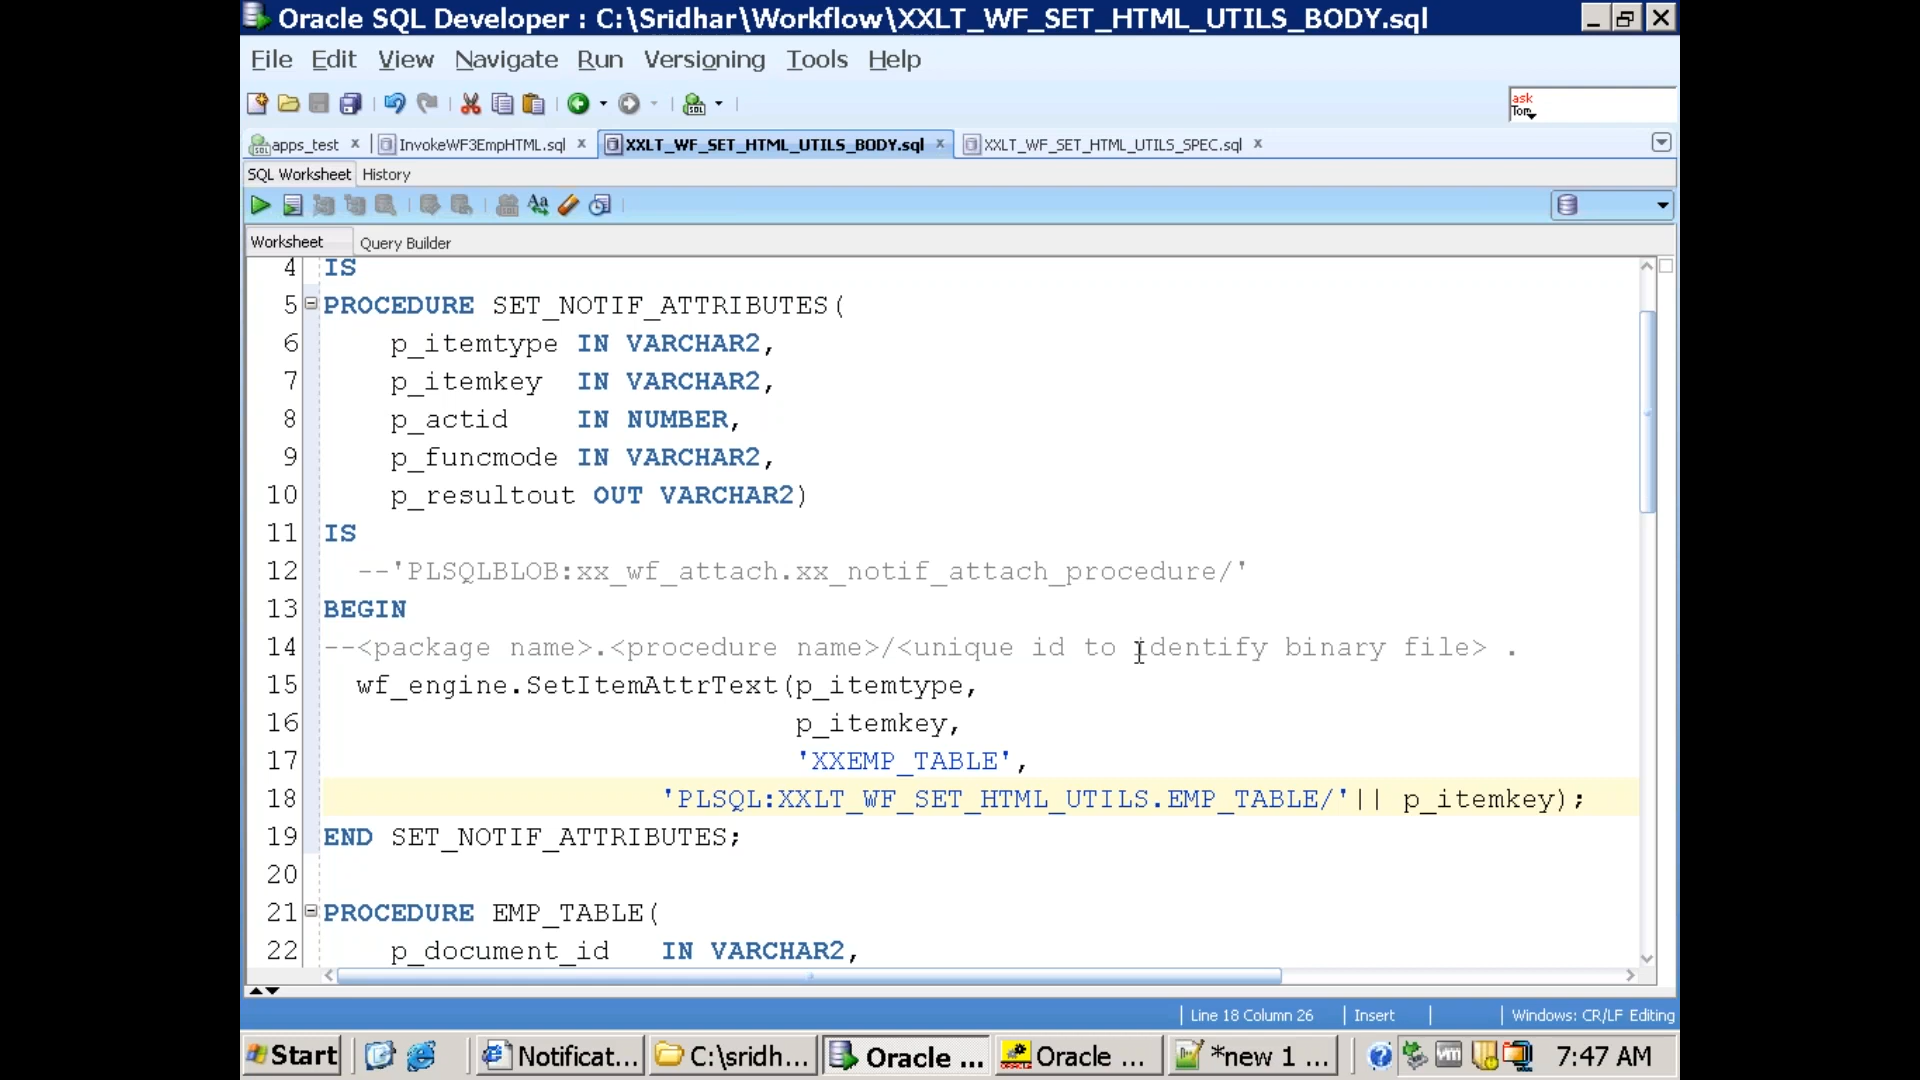 Oracle SQL Developer : C:\Sridhar\Workflow\XXLT_WF_SET_HTML_UTILS_BODY.sql
File Edit View Navigate Run Versioning Tools Help
ask
Tom
apps_test InvokeWF3EmpHTML.sql XXLT_WF_SET_HTML_UTILS_BODY.sql XXLT_WF_SET_HTML_UTILS_SPEC.sql
SQL Worksheet History
Worksheet Query Builder
4 IS
5 PROCEDURE SET_NOTIF_ATTRIBUTES(
6 p_itemtype IN VARCHAR2,
7 p_itemkey IN VARCHAR2,
8 p_actid IN NUMBER,
9 p_funcmode IN VARCHAR2,
10 p_resultout OUT VARCHAR2)
11 IS
12 --'PLSQLBLOB:xx_wf_attach.xx_notif_attach_procedure/'
13 BEGIN
14 --<package name>.<procedure name>/<unique id to identify binary file> .
15 wf_engine.SetItemAttrText(p_itemtype,
16 p_itemkey,
17 'XXEMP_TABLE',
18 'PLSQL:XXLT_WF_SET_HTML_UTILS.EMP_TABLE/'|| p_itemkey);
19 END SET_NOTIF_ATTRIBUTES;
20
21 PROCEDURE EMP_TABLE(
22 p_document_id IN VARCHAR2,
Line 18 Column 26 Insert Windows: CR/LF Editing
Start Notificat... C:\sridh... Oracle ... Oracle ... *new 1 ... 7:47 AM